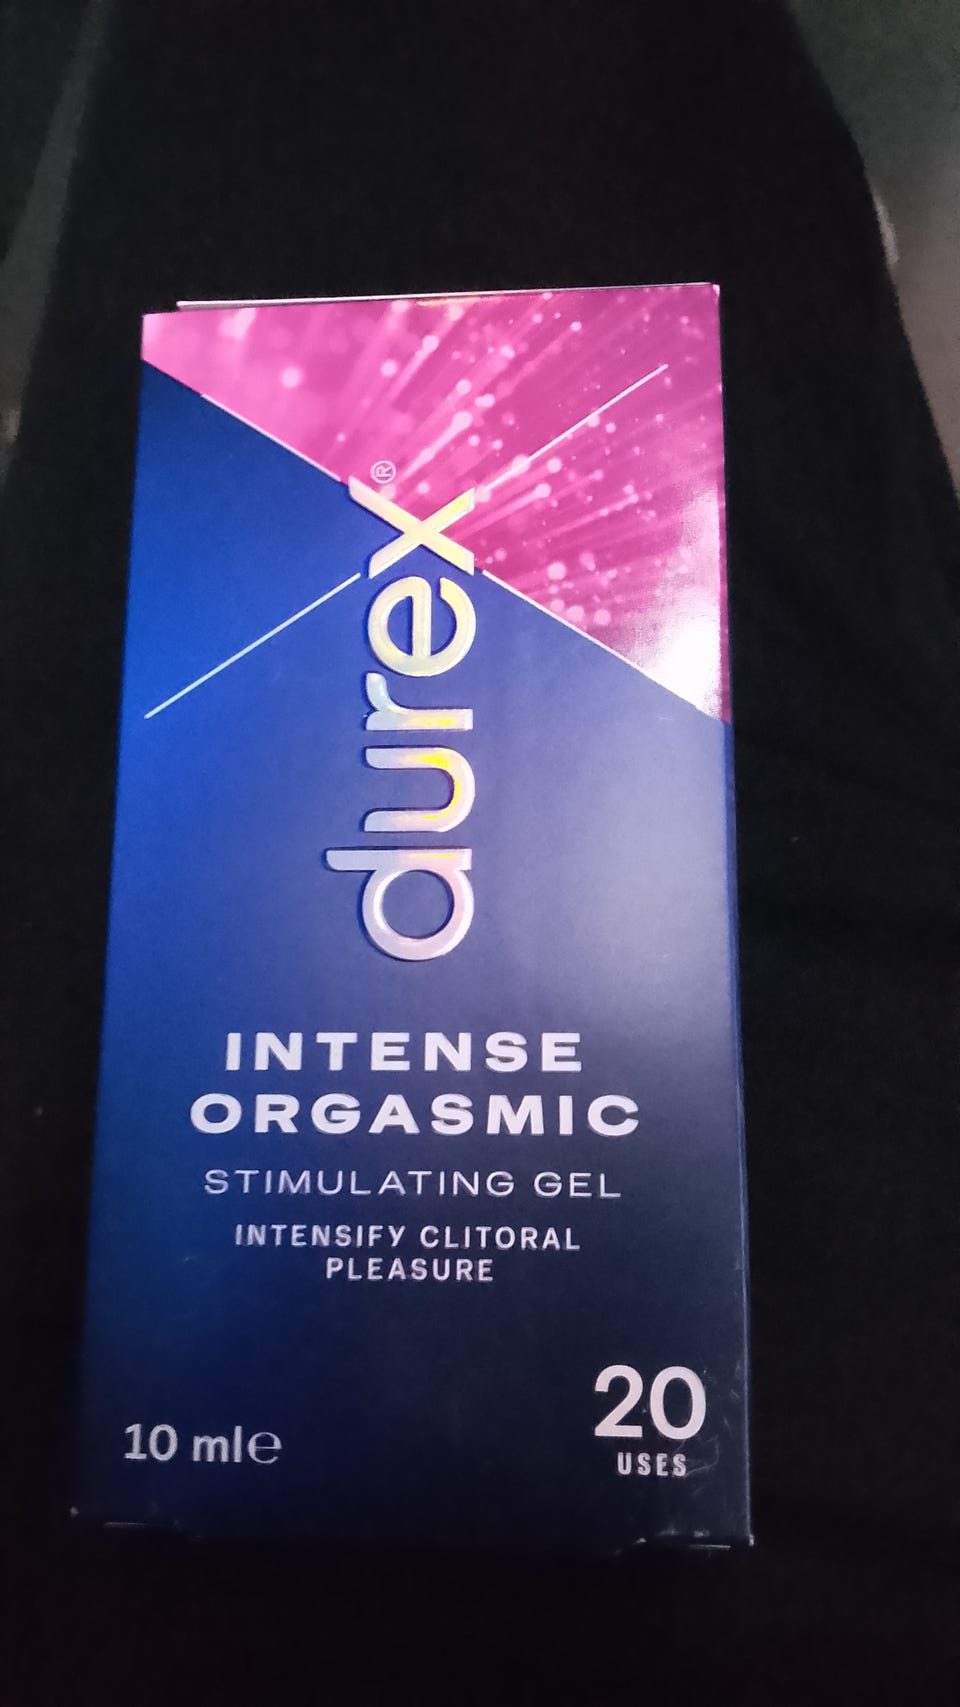 durex®
INTENSE
ORGASMIC
STIMULATING GEL
INTENSIFY CLITORAL
PLEASURE
20
USES
10 ml℮